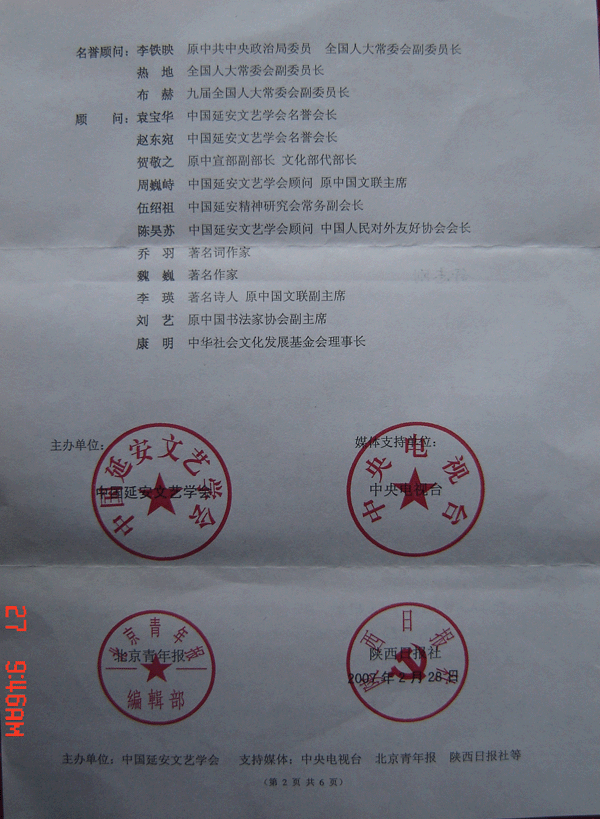 名誉顾问：李铁映 原中共中央政治局委员 全国人大常委会副委员长
热 地 全国人大常委会副委员长
布 赫 九届全国人大常委会副委员长
顾 问：袁宝华 中国延安文艺学会名誉会长
赵东宛 中国延安文艺学会名誉会长
贺敬之 原中宣部副部长 文化部代部长
周巍峙 中国延安文艺学会顾问 原中国文联主席
伍绍祖 中国延安精神研究会常务副会长
陈昊苏 中国延安文艺学会顾问 中国人民对外友好协会会长
乔 羽 著名词作家
魏 巍 著名作家
李 瑛 著名诗人 原中国文联副主席
刘 艺 原中国书法家协会副主席
康 明 中华社会文化发展基金会理事长
主办单位：
媒体支持单位：
中国延安文艺学会
中国延安文艺学会
中央电视台
中央电视台
北京青年报
北京青年报
編輯部
陕西日报社
陕西日报社
2007年2月28日
27 9:46AM
主办单位：中国延安文艺学会 支持媒体：中央电视台 北京青年报 陕西日报社等
（第 2 页 共 6 页）